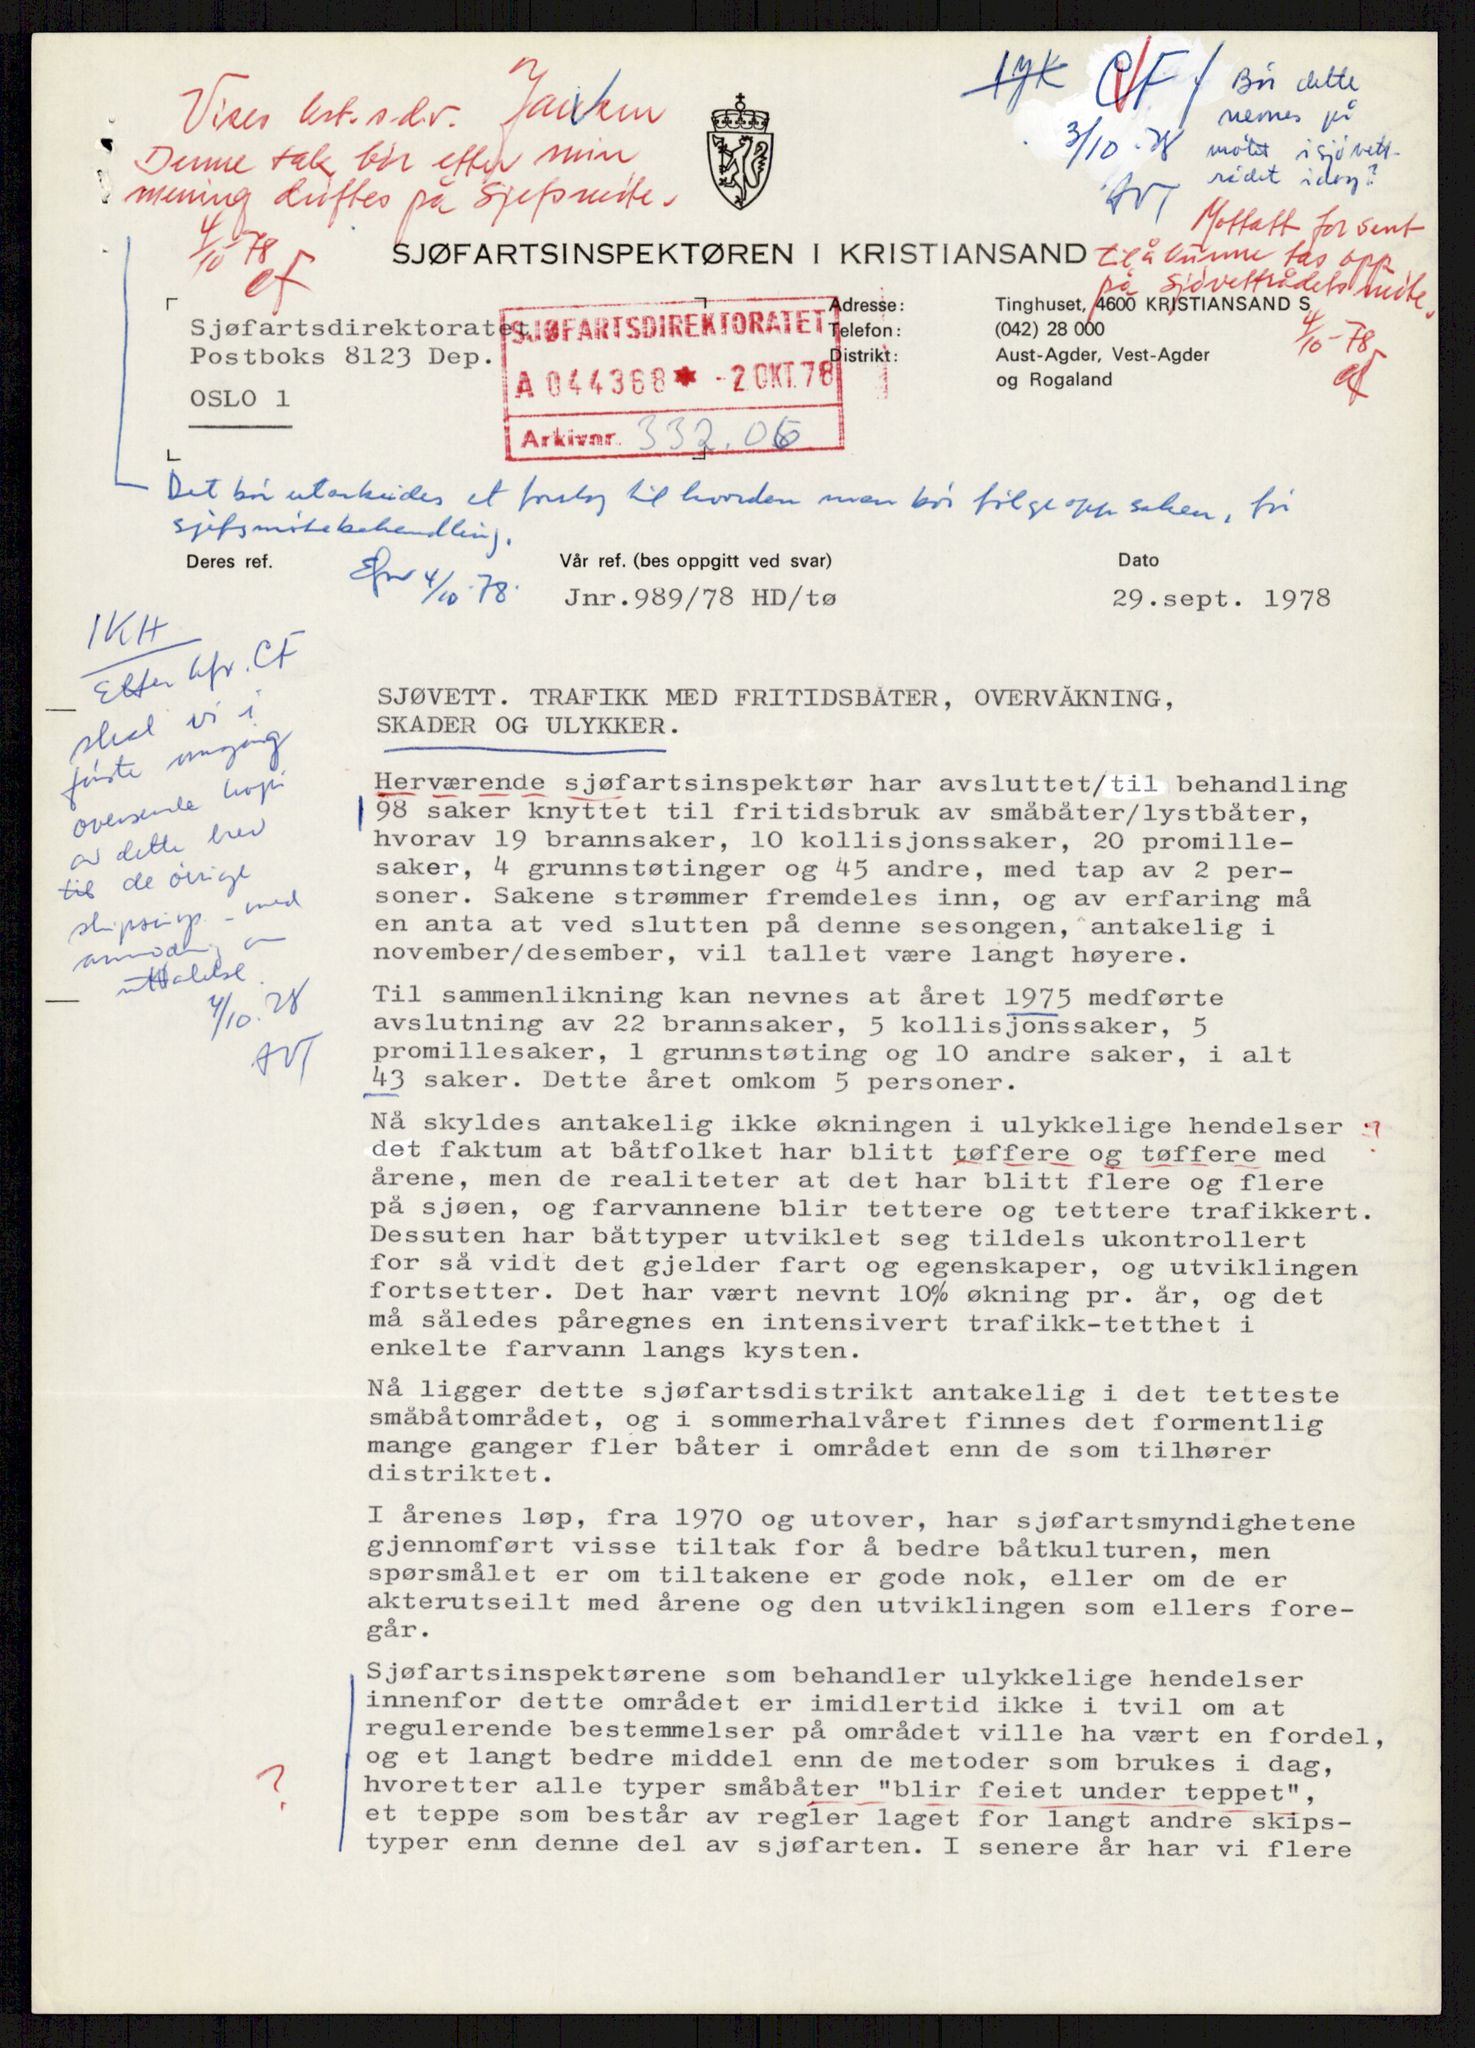 Vises
Denne sak bør efter min
mening drøftes på Sjefsmøte.
4/10-78
CF
3/10-78
Bør dette
nevnes på
møtet i sjøvett-
rådet idag?
AVT
Mottatt for sent
til å kunne tas opp
på Sjøvettrådets møte.
4/10-78
SJØFARTSINSPEKTØREN I KRISTIANSAND
Sjøfartsdirektoratet
Postboks 8123 Dep.
OSLO 1
SJØFARTSDIREKTORATET
A 044368 * - 2 OKT. 78
Arkivnr. 332.06
Adresse: Tinghuset, 4600 KRISTIANSAND S
Telefon: (042) 28 000
Distrikt: Aust-Agder, Vest-Agder
og Rogaland
Det bør utarbeides et forslag til hvordan man bør følge opp saken, før
sjefsmøtebehandling.
4/10-78
Deres ref. Vår ref. (bes oppgitt ved svar) Dato
Jnr.989/78 HD/tø 29.sept. 1978
IKH
Etter CF
skal vi i
første omgang
oversende kopi
av dette brev
til de øvrige
skipsinsp. - med
anmodning om
uttalelse.
4/10-78
AVT
SJØVETT. TRAFIKK MED FRITIDSBÅTER, OVERVÅKNING,
SKADER OG ULYKKER.
Herværende sjøfartsinspektør har avsluttet/til behandling
98 saker knyttet til fritidsbruk av småbåter/lystbåter,
hvorav 19 brannsaker, 10 kollisjonssaker, 20 promille-
saker, 4 grunnstøtinger og 45 andre, med tap av 2 per-
soner. Sakene strømmer fremdeles inn, og av erfaring må
en anta at ved slutten på denne sesongen, antakelig i
november/desember, vil tallet være langt høyere.
Til sammenlikning kan nevnes at året 1975 medførte
avslutning av 22 brannsaker, 5 kollisjonssaker, 5
promillesaker, 1 grunnstøting og 10 andre saker, i alt
43 saker. Dette året omkom 5 personer.
Nå skyldes antakelig ikke økningen i ulykkelige hendelser ?
det faktum at båtfolket har blitt tøffere og tøffere med
årene, men de realiteter at det har blitt flere og flere
på sjøen, og farvannene blir tettere og tettere trafikkert.
Dessuten har båttyper utviklet seg tildels ukontrollert
for så vidt det gjelder fart og egenskaper, og utviklingen
fortsetter. Det har vært nevnt 10% økning pr. år, og det
må således påregnes en intensivert trafikk-tetthet i
enkelte farvann langs kysten.
Nå ligger dette sjøfartsdistrikt antakelig i det tetteste
småbåtområdet, og i sommerhalvåret finnes det formentlig
mange ganger fler båter i området enn de som tilhører
distriktet.
I årenes løp, fra 1970 og utover, har sjøfartsmyndighetene
gjennomført visse tiltak for å bedre båtkulturen, men
spørsmålet er om tiltakene er gode nok, eller om de er
akterutseilt med årene og den utviklingen som ellers fore-
går.
Sjøfartsinspektørene som behandler ulykkelige hendelser
innenfor dette området er imidlertid ikke i tvil om at
regulerende bestemmelser på området ville ha vært en fordel,
og et langt bedre middel enn de metoder som brukes i dag,
? hvoretter alle typer småbåter "blir feiet under teppet",
et teppe som består av regler laget for langt andre skips-
typer enn denne del av sjøfarten. I senere år har vi flere